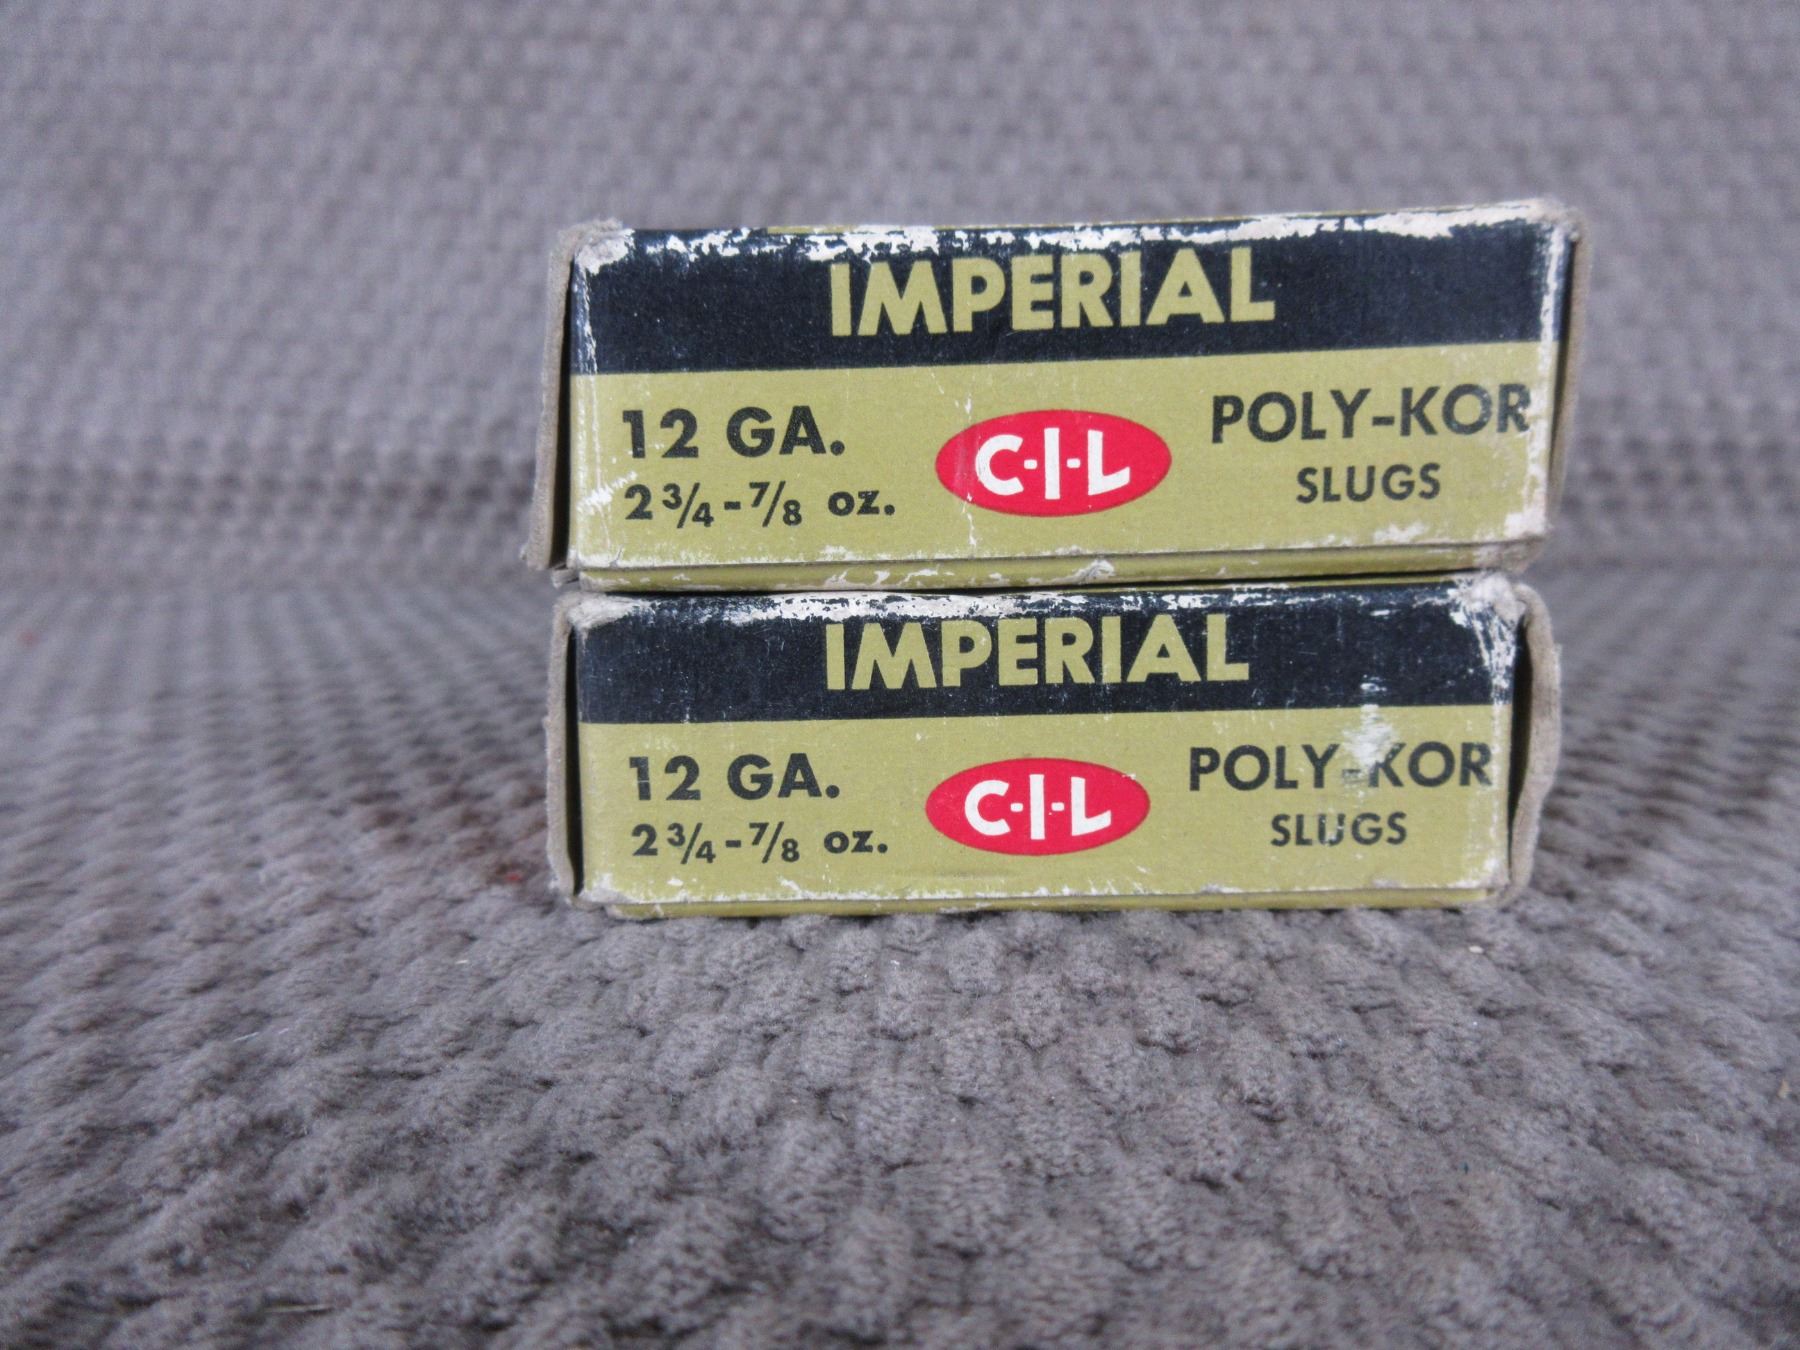 IMPERIAL
12 GA.
2 3/4 - 7/8 oz.
C-I-L
POLY-KOR
SLUGS
IMPERIAL
12 GA.
2 3/4 - 7/8 oz.
C-I-L
POLY-KOR
SLUGS